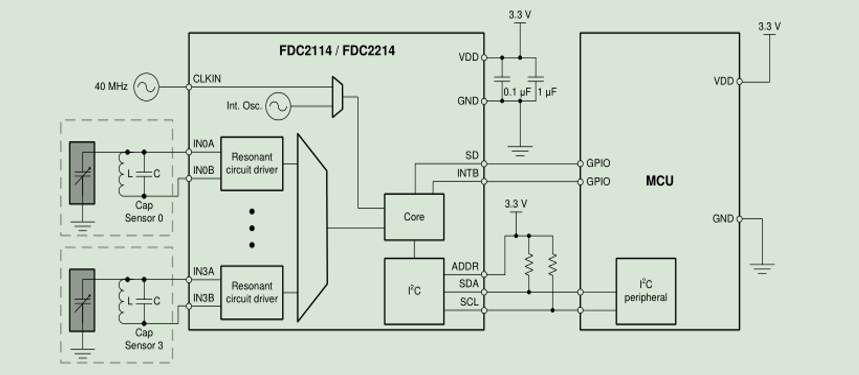 3.3 V
3.3 V
FDC2114 / FDC2214
VDD
CLKIN
40 MHz
VDD
Int. Osc.
0.1 µF
1 µF
GND
IN0A
Resonant
circuit driver
SD
GPIO
L
C
IN0B
INTB
GPIO
MCU
Cap
Sensor 0
3.3 V
Core
GND
ADDR
IN3A
Resonant
circuit driver
I²C
SDA
I²C
peripheral
L
C
IN3B
SCL
Cap
Sensor 3